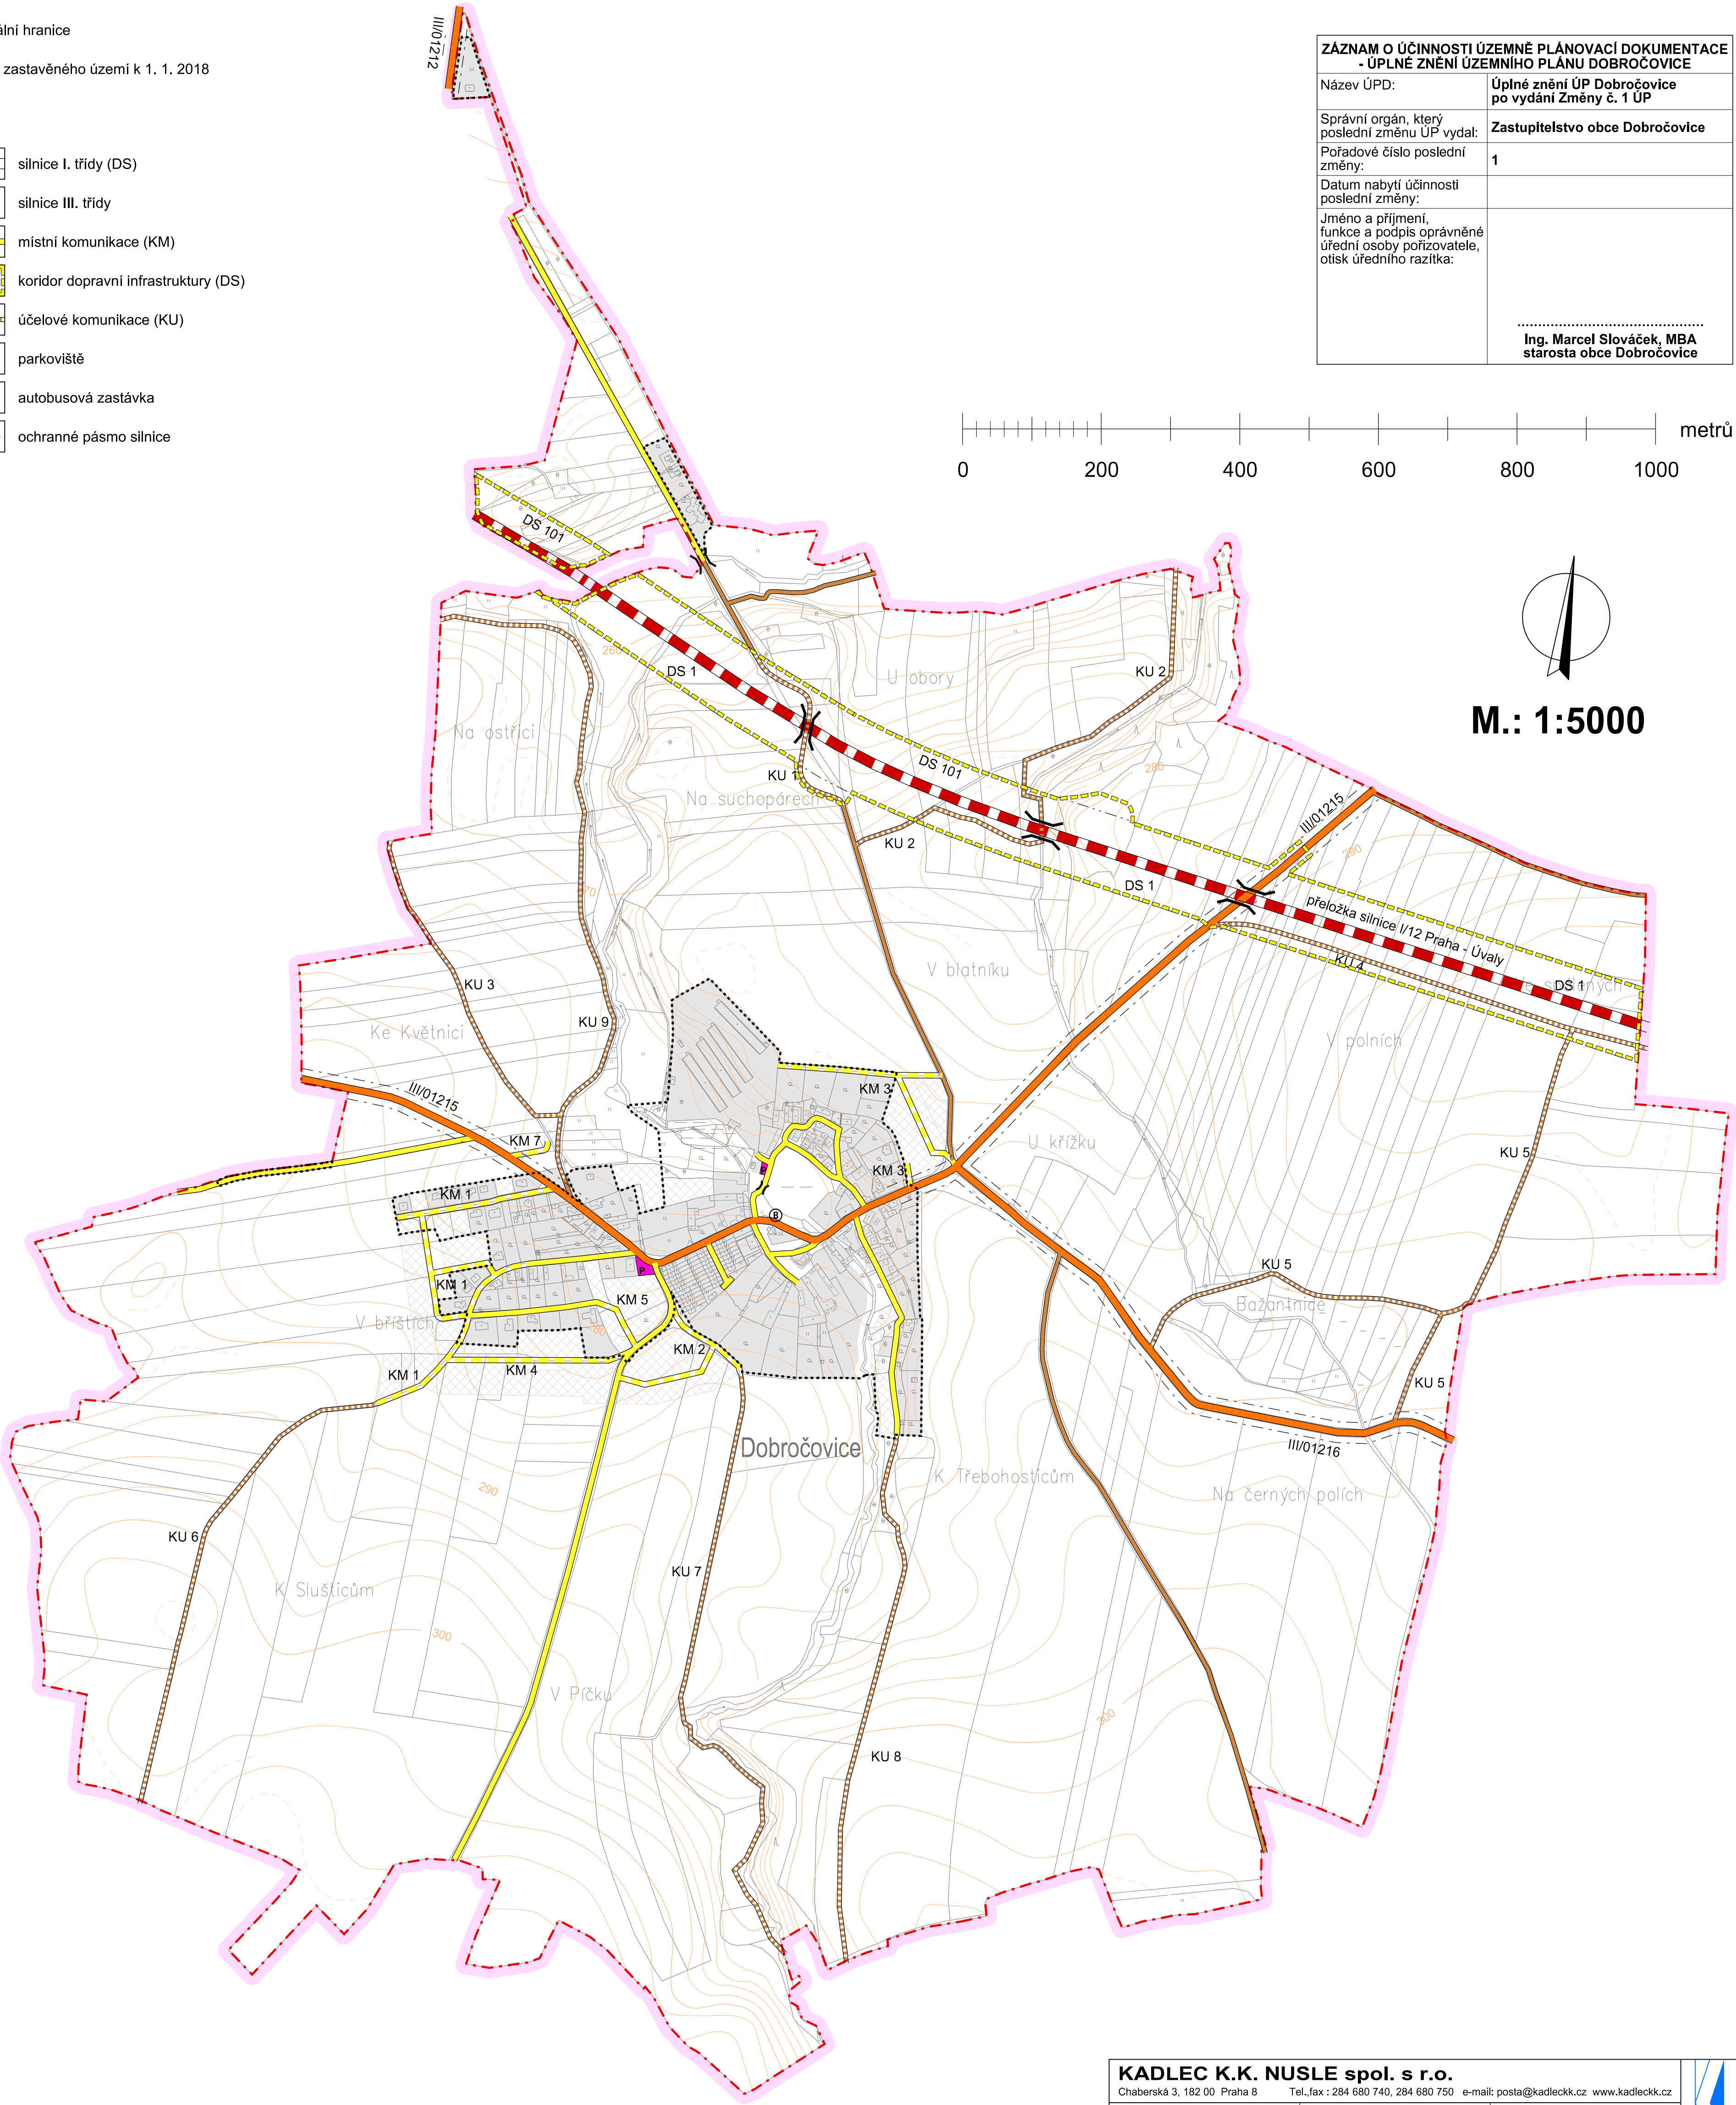 ální hranice
zastavěného území k 1. 1. 2018
silnice I. třídy (DS)
silnice III. třídy
místní komunikace (KM)
koridor dopravní infrastruktury (DS)
účelové komunikace (KU)
parkoviště
autobusová zastávka
ochranné pásmo silnice
ZÁZNAM O ÚČINNOSTI ÚZEMNĚ PLÁNOVACÍ DOKUMENTACE
- ÚPLNÉ ZNĚNÍ ÚZEMNÍHO PLÁNU DOBROČOVICE
Název ÚPD:
Úplné znění ÚP Dobročovice
po vydání Změny č. 1 ÚP
Správní orgán, který
poslední změnu ÚP vydal:
Zastupitelstvo obce Dobročovice
Pořadové číslo poslední
změny:
1
Datum nabytí účinnosti
poslední změny:
Jméno a příjmení,
funkce a podpis oprávněné
úřední osoby pořizovatele,
otisk úředního razítka:
Ing. Marcel Slováček, MBA
starosta obce Dobročovice
metrů
0 200 400 600 800 1000
M.: 1:5000
III/01212
DS 101
260
DS 1
U obory
KU 2
Na ostřici
KU 1
Na suchopárech
DS 101
280
KU 2
III/01215
290
DS 1
270
přeložka silnice I/12 Praha - Úvaly
KU 4
DS 1
V blatníku
KU 3
KU 9
Ke Květnici
V polních
III/01215
KM 3
KM 7
U křížku
KM 3
KU 5
KM 1
B
P
P
KM 1
KM 5
KU 5
Bažantnice
V bříštích
280
KM 2
KM 4
KM 1
KU 5
Dobročovice
III/01216
K Třebohostícům
Na černých polích
290
KU 6
KU 7
K Slušticům
300
V Píčku
300
KU 8
KADLEC K.K. NUSLE spol. s r.o.
Chaberská 3, 182 00 Praha 8 Tel.,fax : 284 680 740, 284 680 750 e-mail: posta@kadleckk.cz www.kadleckk.cz